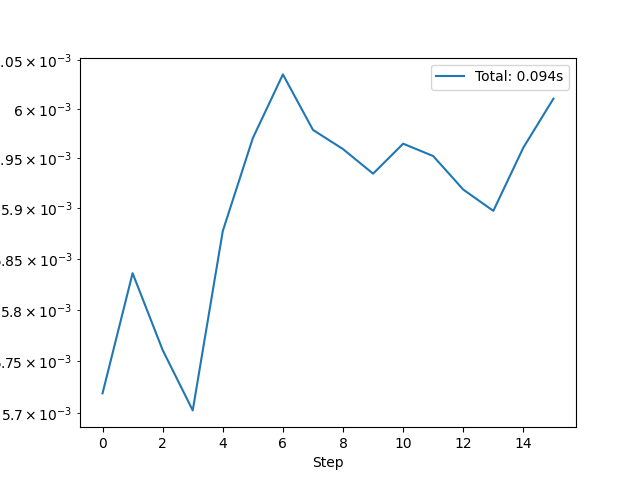 .05 × 10⁻³
6 × 10⁻³
.95 × 10⁻³
5.9 × 10⁻³
5.85 × 10⁻³
5.8 × 10⁻³
5.75 × 10⁻³
5.7 × 10⁻³
Total: 0.094s
0 2 4 6 8 10 12 14
Step